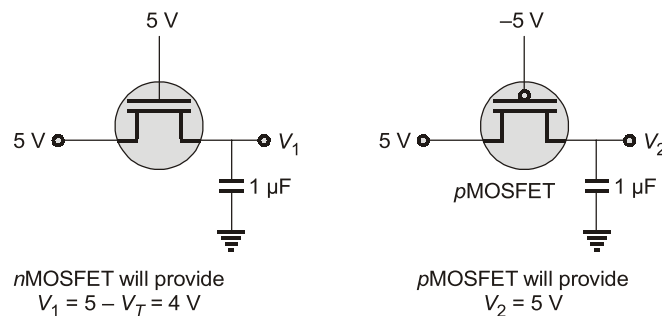 5 V
5 V
V₁
1 µF
nMOSFET will provide
V₁ = 5 – V_T = 4 V
–5 V
5 V
V₂
pMOSFET
1 µF
pMOSFET will provide
V₂ = 5 V